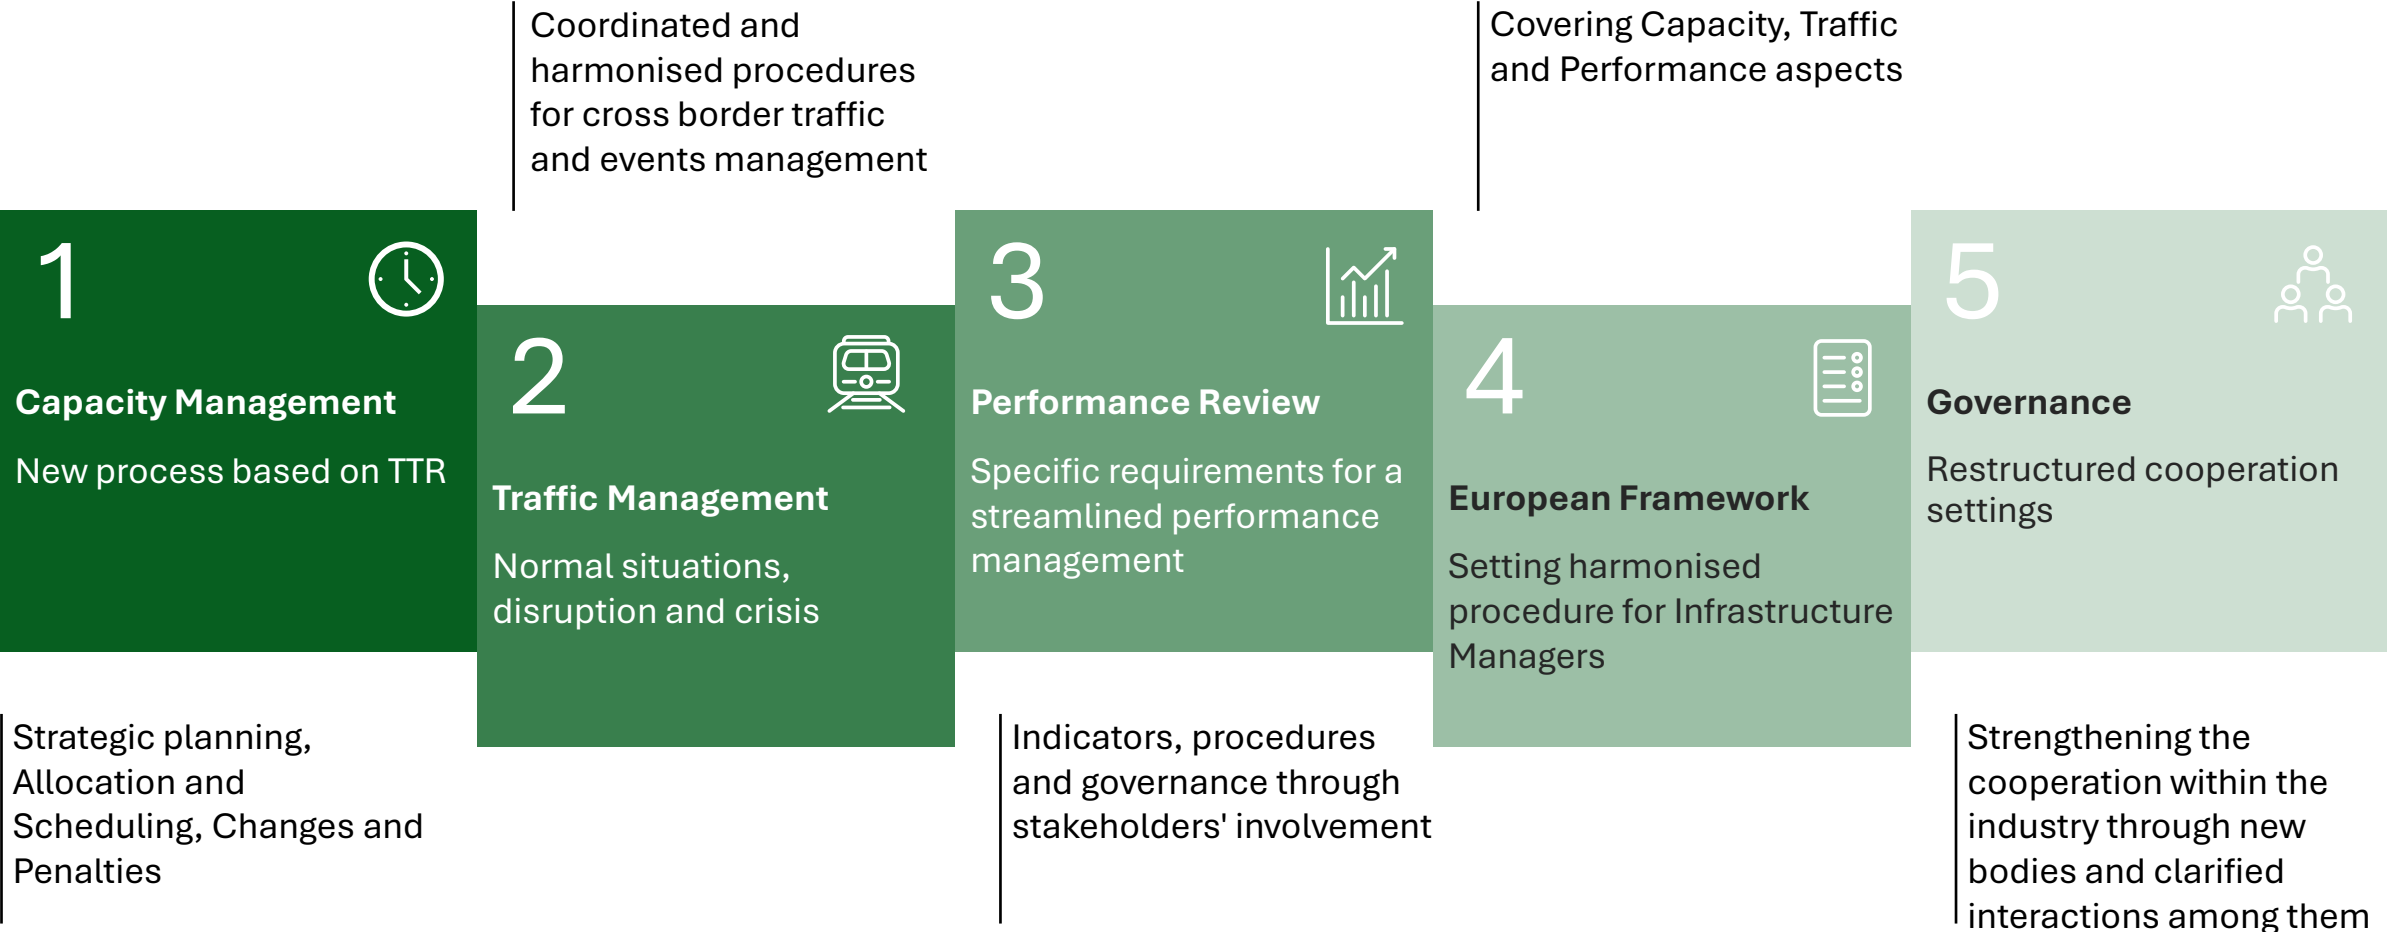 1
Capacity Management
New process based on TTR
Strategic planning,
Allocation and
Scheduling, Changes and
Penalties
Coordinated and
harmonised procedures
for cross border traffic
and events management
2
Traffic Management
Normal situations,
disruption and crisis
3
Performance Review
Specific requirements for a
streamlined performance
management
Indicators, procedures
and governance through
stakeholders' involvement
Covering Capacity, Traffic
and Performance aspects
4
European Framework
Setting harmonised
procedure for Infrastructure
Managers
5
Governance
Restructured cooperation
settings
Strengthening the
cooperation within the
industry through new
bodies and clarified
interactions among them